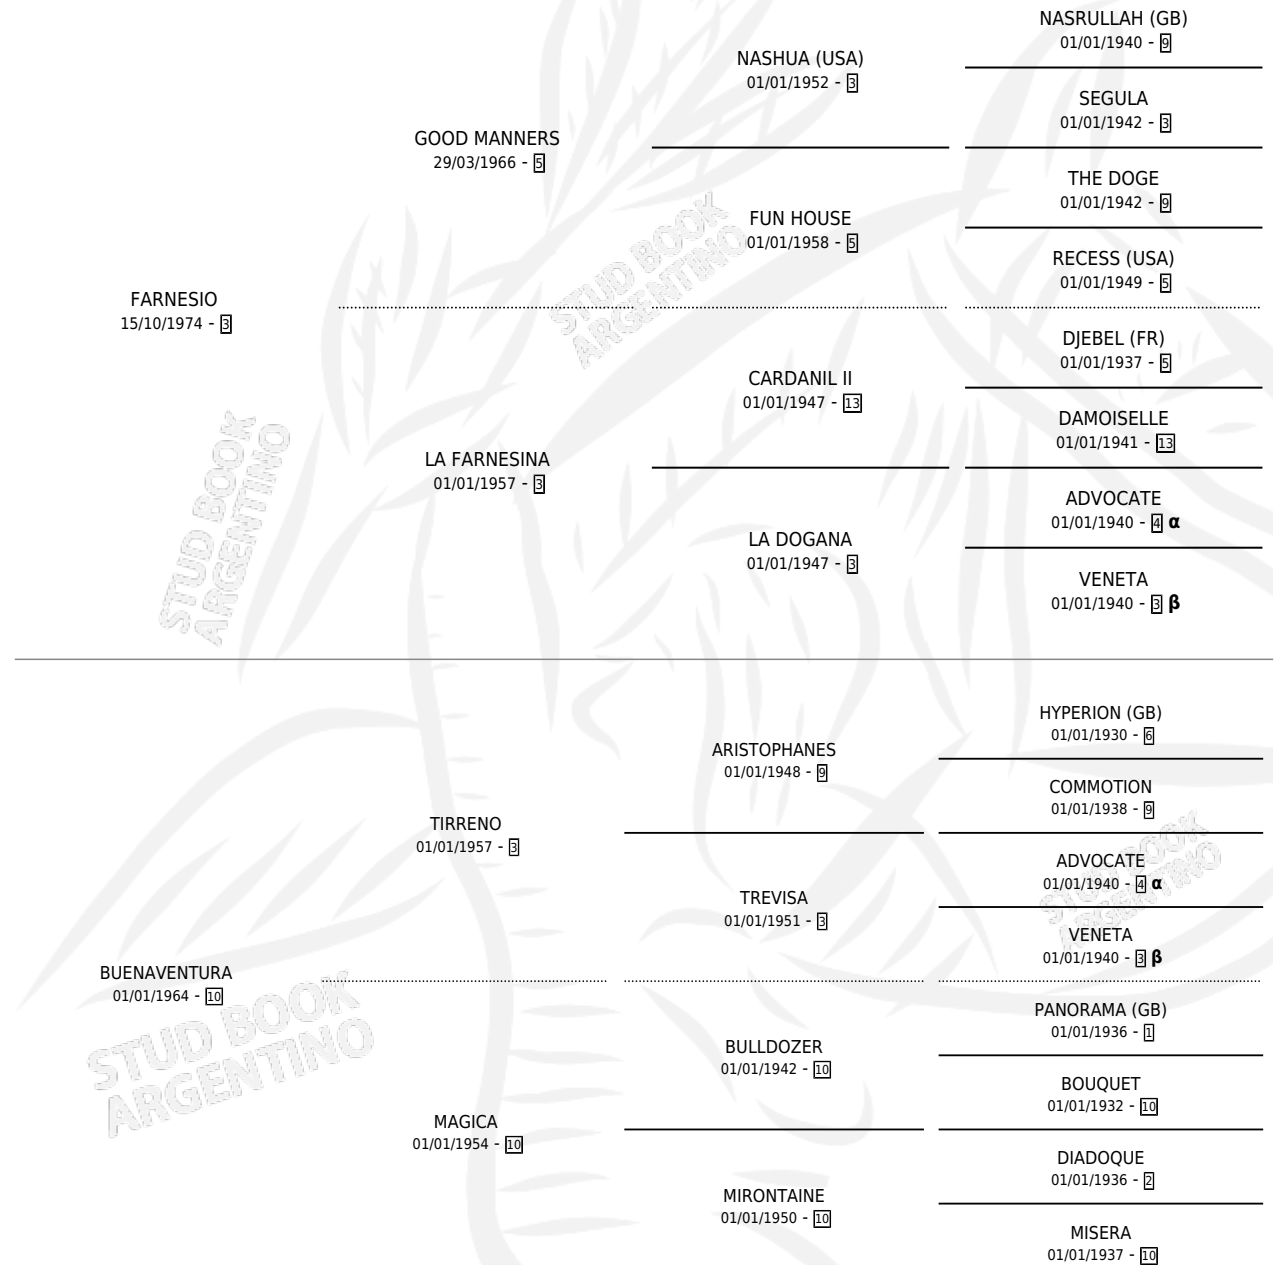 NASRULLAH (GB)
01/01/1940 - 9
NASHUA (USA)
01/01/1952 - 3
SEGULA
01/01/1942 - 3
GOOD MANNERS
29/03/1966 - 5
THE DOGE
01/01/1942 - 9
FUN HOUSE
01/01/1958 - 5
RECESS (USA)
01/01/1949 - 5
FARNESIO
15/10/1974 - 3
DJEBEL (FR)
01/01/1937 - 5
CARDANIL II
01/01/1947 - 13
DAMOISELLE
01/01/1941 - 13
LA FARNESINA
01/01/1957 - 3
ADVOCATE
01/01/1940 - 4 α
LA DOGANA
01/01/1947 - 3
VENETA
01/01/1940 - 3 β
HYPERION (GB)
01/01/1930 - 6
ARISTOPHANES
01/01/1948 - 9
COMMOTION
01/01/1938 - 9
TIRRENO
01/01/1957 - 3
ADVOCATE
01/01/1940 - 4 α
TREVISA
01/01/1951 - 3
VENETA
01/01/1940 - 3 β
BUENAVENTURA
01/01/1964 - 10
PANORAMA (GB)
01/01/1936 - 1
BULLDOZER
01/01/1942 - 10
BOUQUET
01/01/1932 - 10
MAGICA
01/01/1954 - 10
DIADOQUE
01/01/1936 - 2
MIRONTAINE
01/01/1950 - 10
MISERA
01/01/1937 - 10
STUD BOOK
ARGENTINO
STUD BOOK
ARGENTINO
STUD BOOK
ARGENTINO
STUD BOOK
ARGENTINO